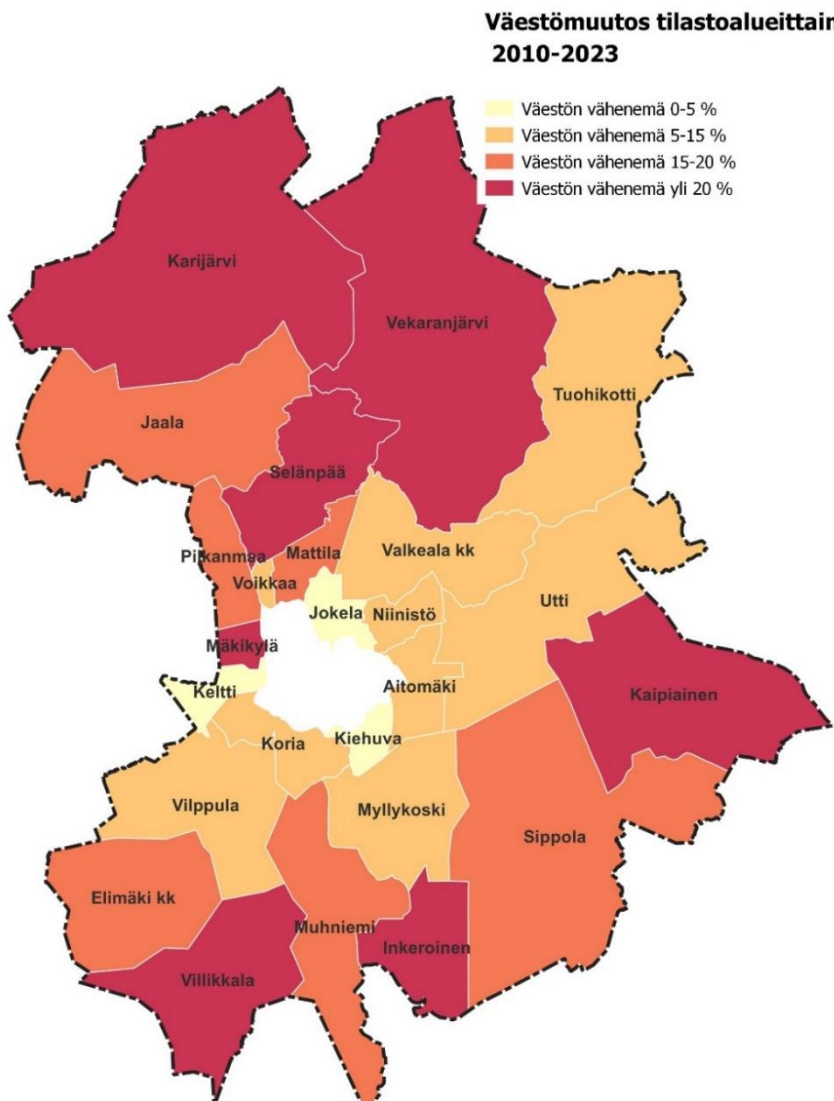 Väestömuutos tilastoalueittain
2010-2023
Väestön vähenemä 0-5 %
Väestön vähenemä 5-15 %
Väestön vähenemä 15-20 %
Väestön vähenemä yli 20 %
Karijärvi
Vekaranjärvi
Tuohikotti
Jaala
Selänpää
Pilkanmaa
Mattila
Valkeala kk
Voikkaa
Utti
Jokela
Niinistö
Mäkikylä
Keltti
Aitomäki
Kaipiainen
Koria
Kiehuva
Vilppula
Myllykoski
Sippola
Elimäki kk
Muhniemi
Inkeroinen
Villikkala